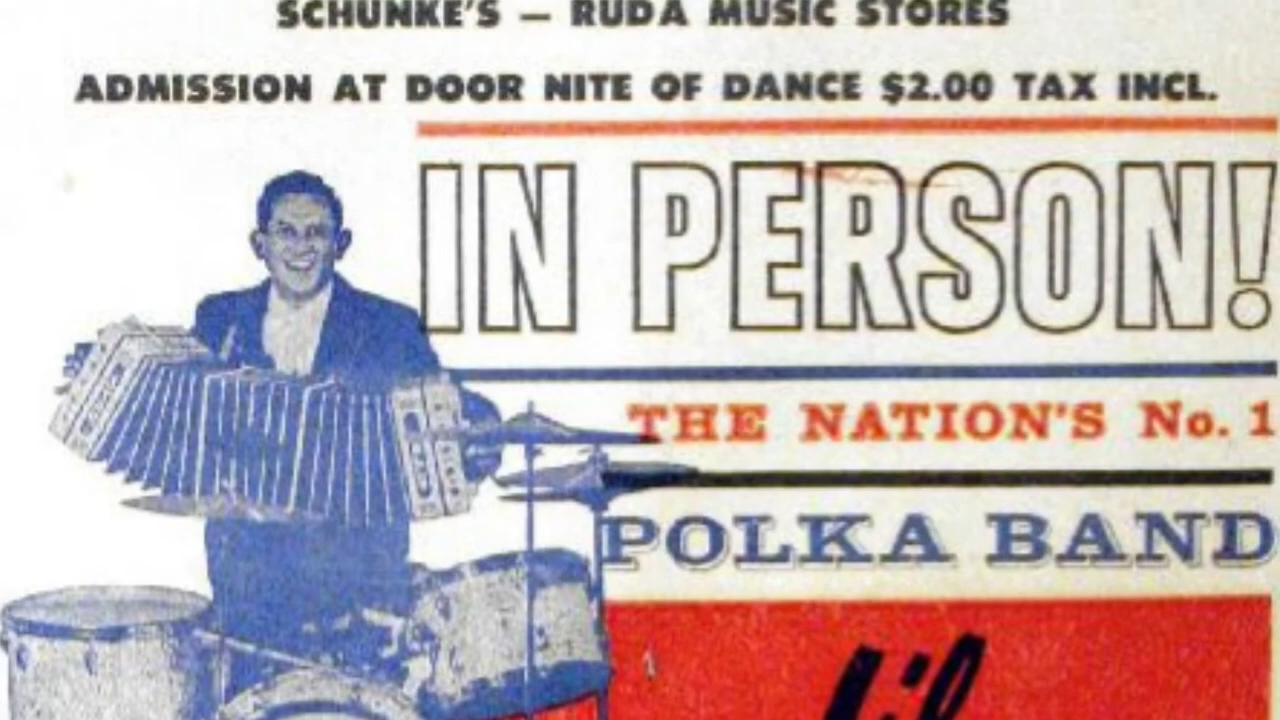 SCHUNKE'S — RUDA MUSIC STORES
ADMISSION AT DOOR NITE OF DANCE $2.00 TAX INCL.
IN PERSON!
THE NATION'S No. 1
POLKA BAND